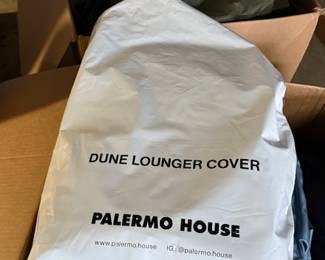 DUNE LOUNGER COVER
PALERMO HOUSE
www.palermo.house IG: @palermo.house